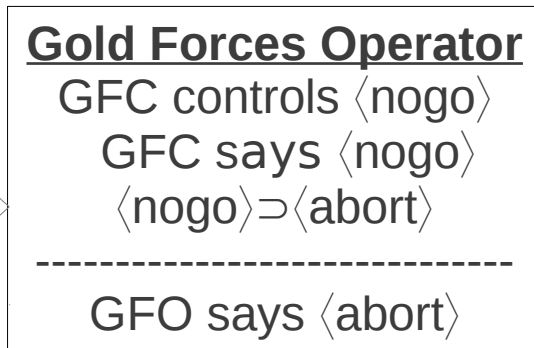 Gold Forces Operator
GFC controls ⟨nogo⟩
GFC says ⟨nogo⟩
⟨nogo⟩⊃⟨abort⟩
------------------------------
GFO says ⟨abort⟩